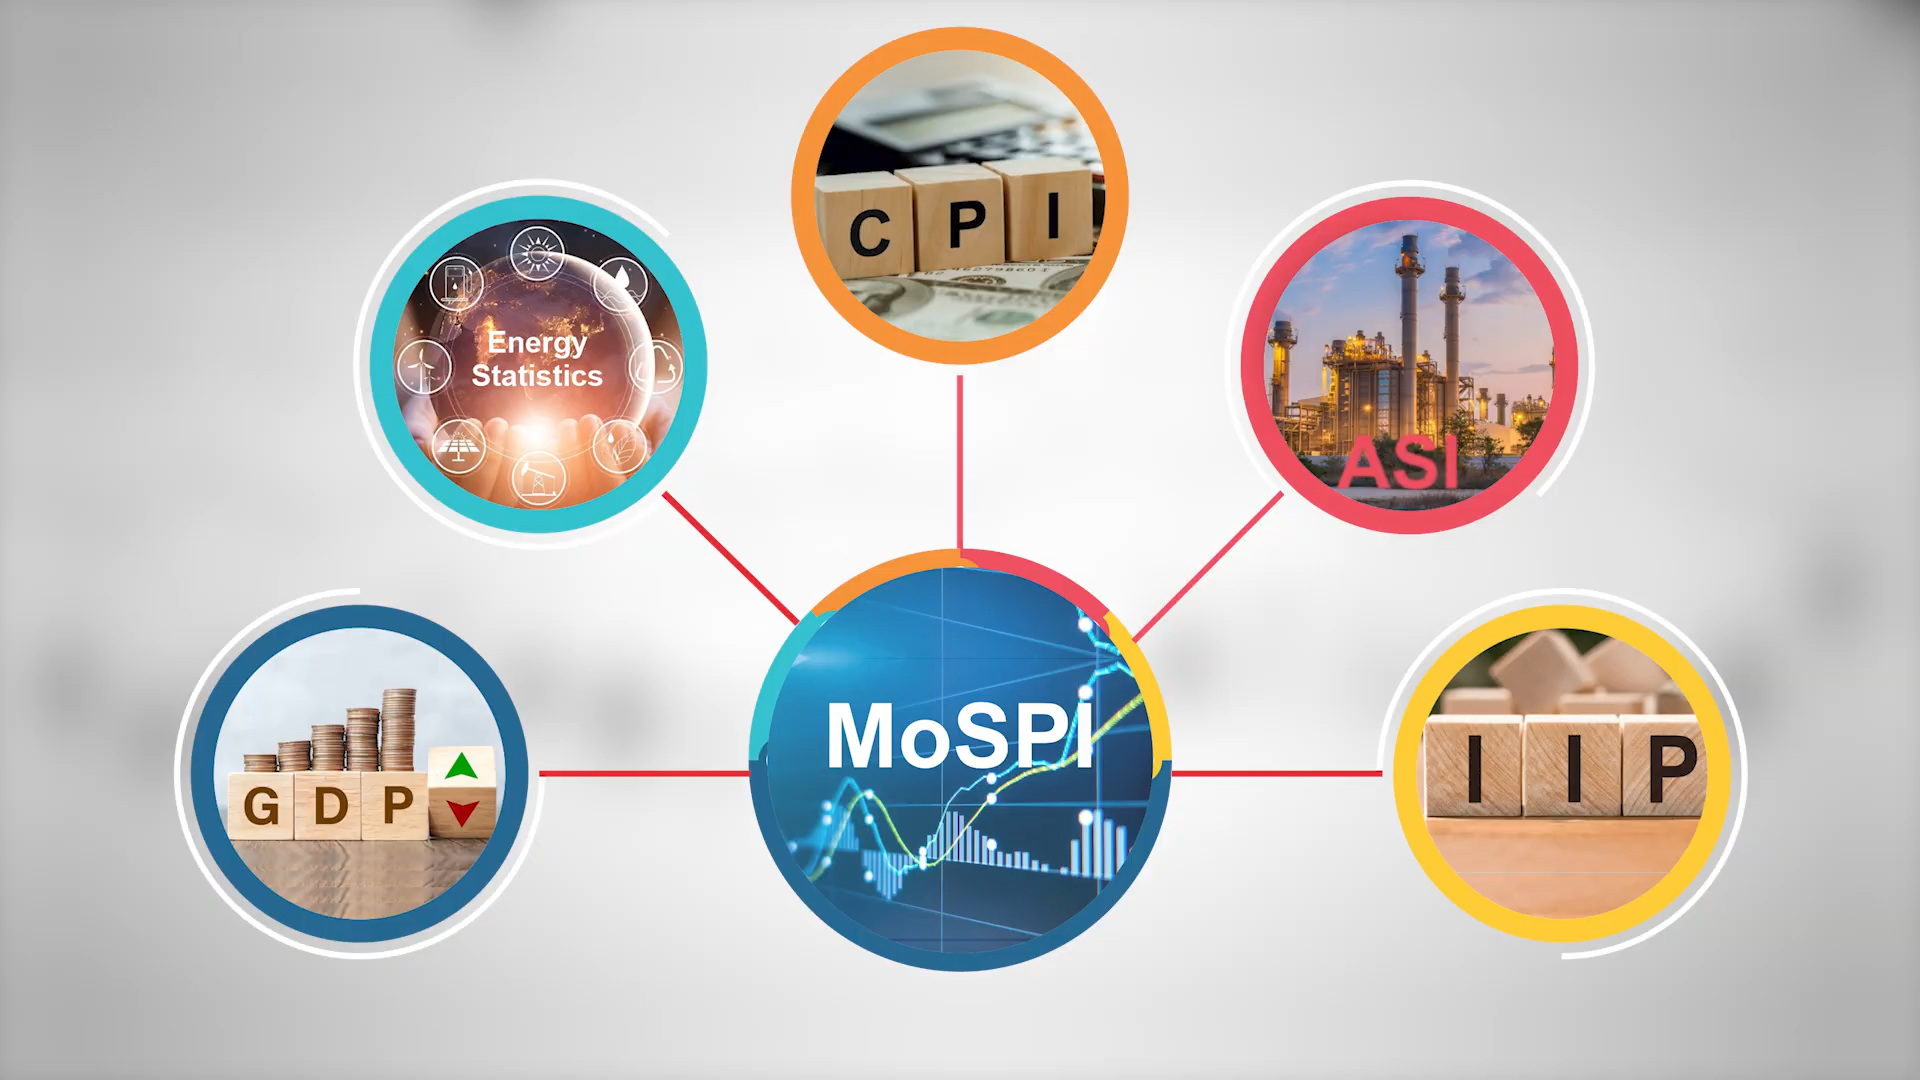 CPI
Energy
Statistics
ASI
GDP
MoSPI
IIP